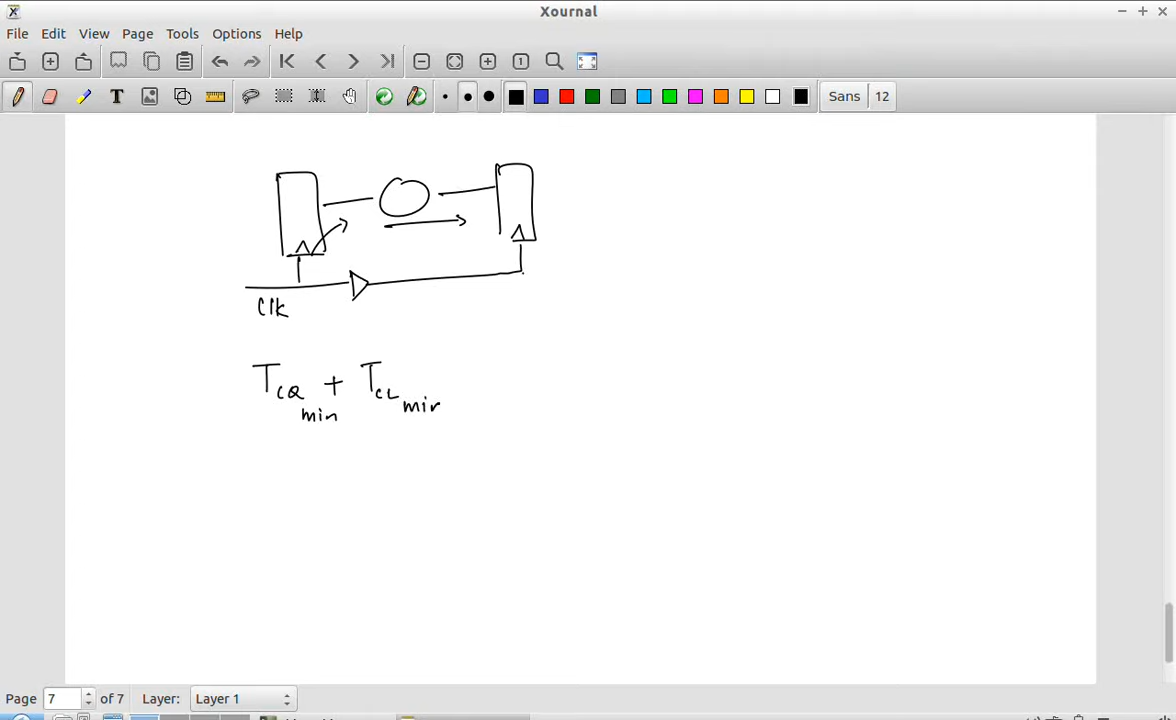 Xournal
File Edit View Page Tools Options Help
T Sans 12
Clk
TCQ min + TCL min
Page 7 of 7 Layer: Layer 1